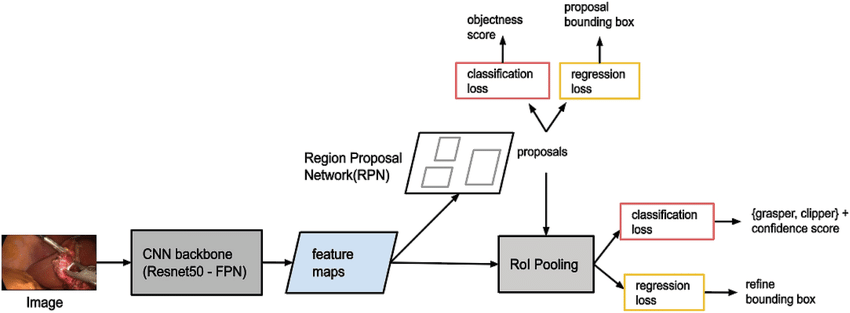 objectness
score
proposal
bounding box
classification
loss
regression
loss
Region Proposal
Network(RPN)
proposals
CNN backbone
(Resnet50 - FPN)
feature
maps
RoI Pooling
classification
loss
{grasper, clipper} +
confidence score
regression
loss
refine
bounding box
Image